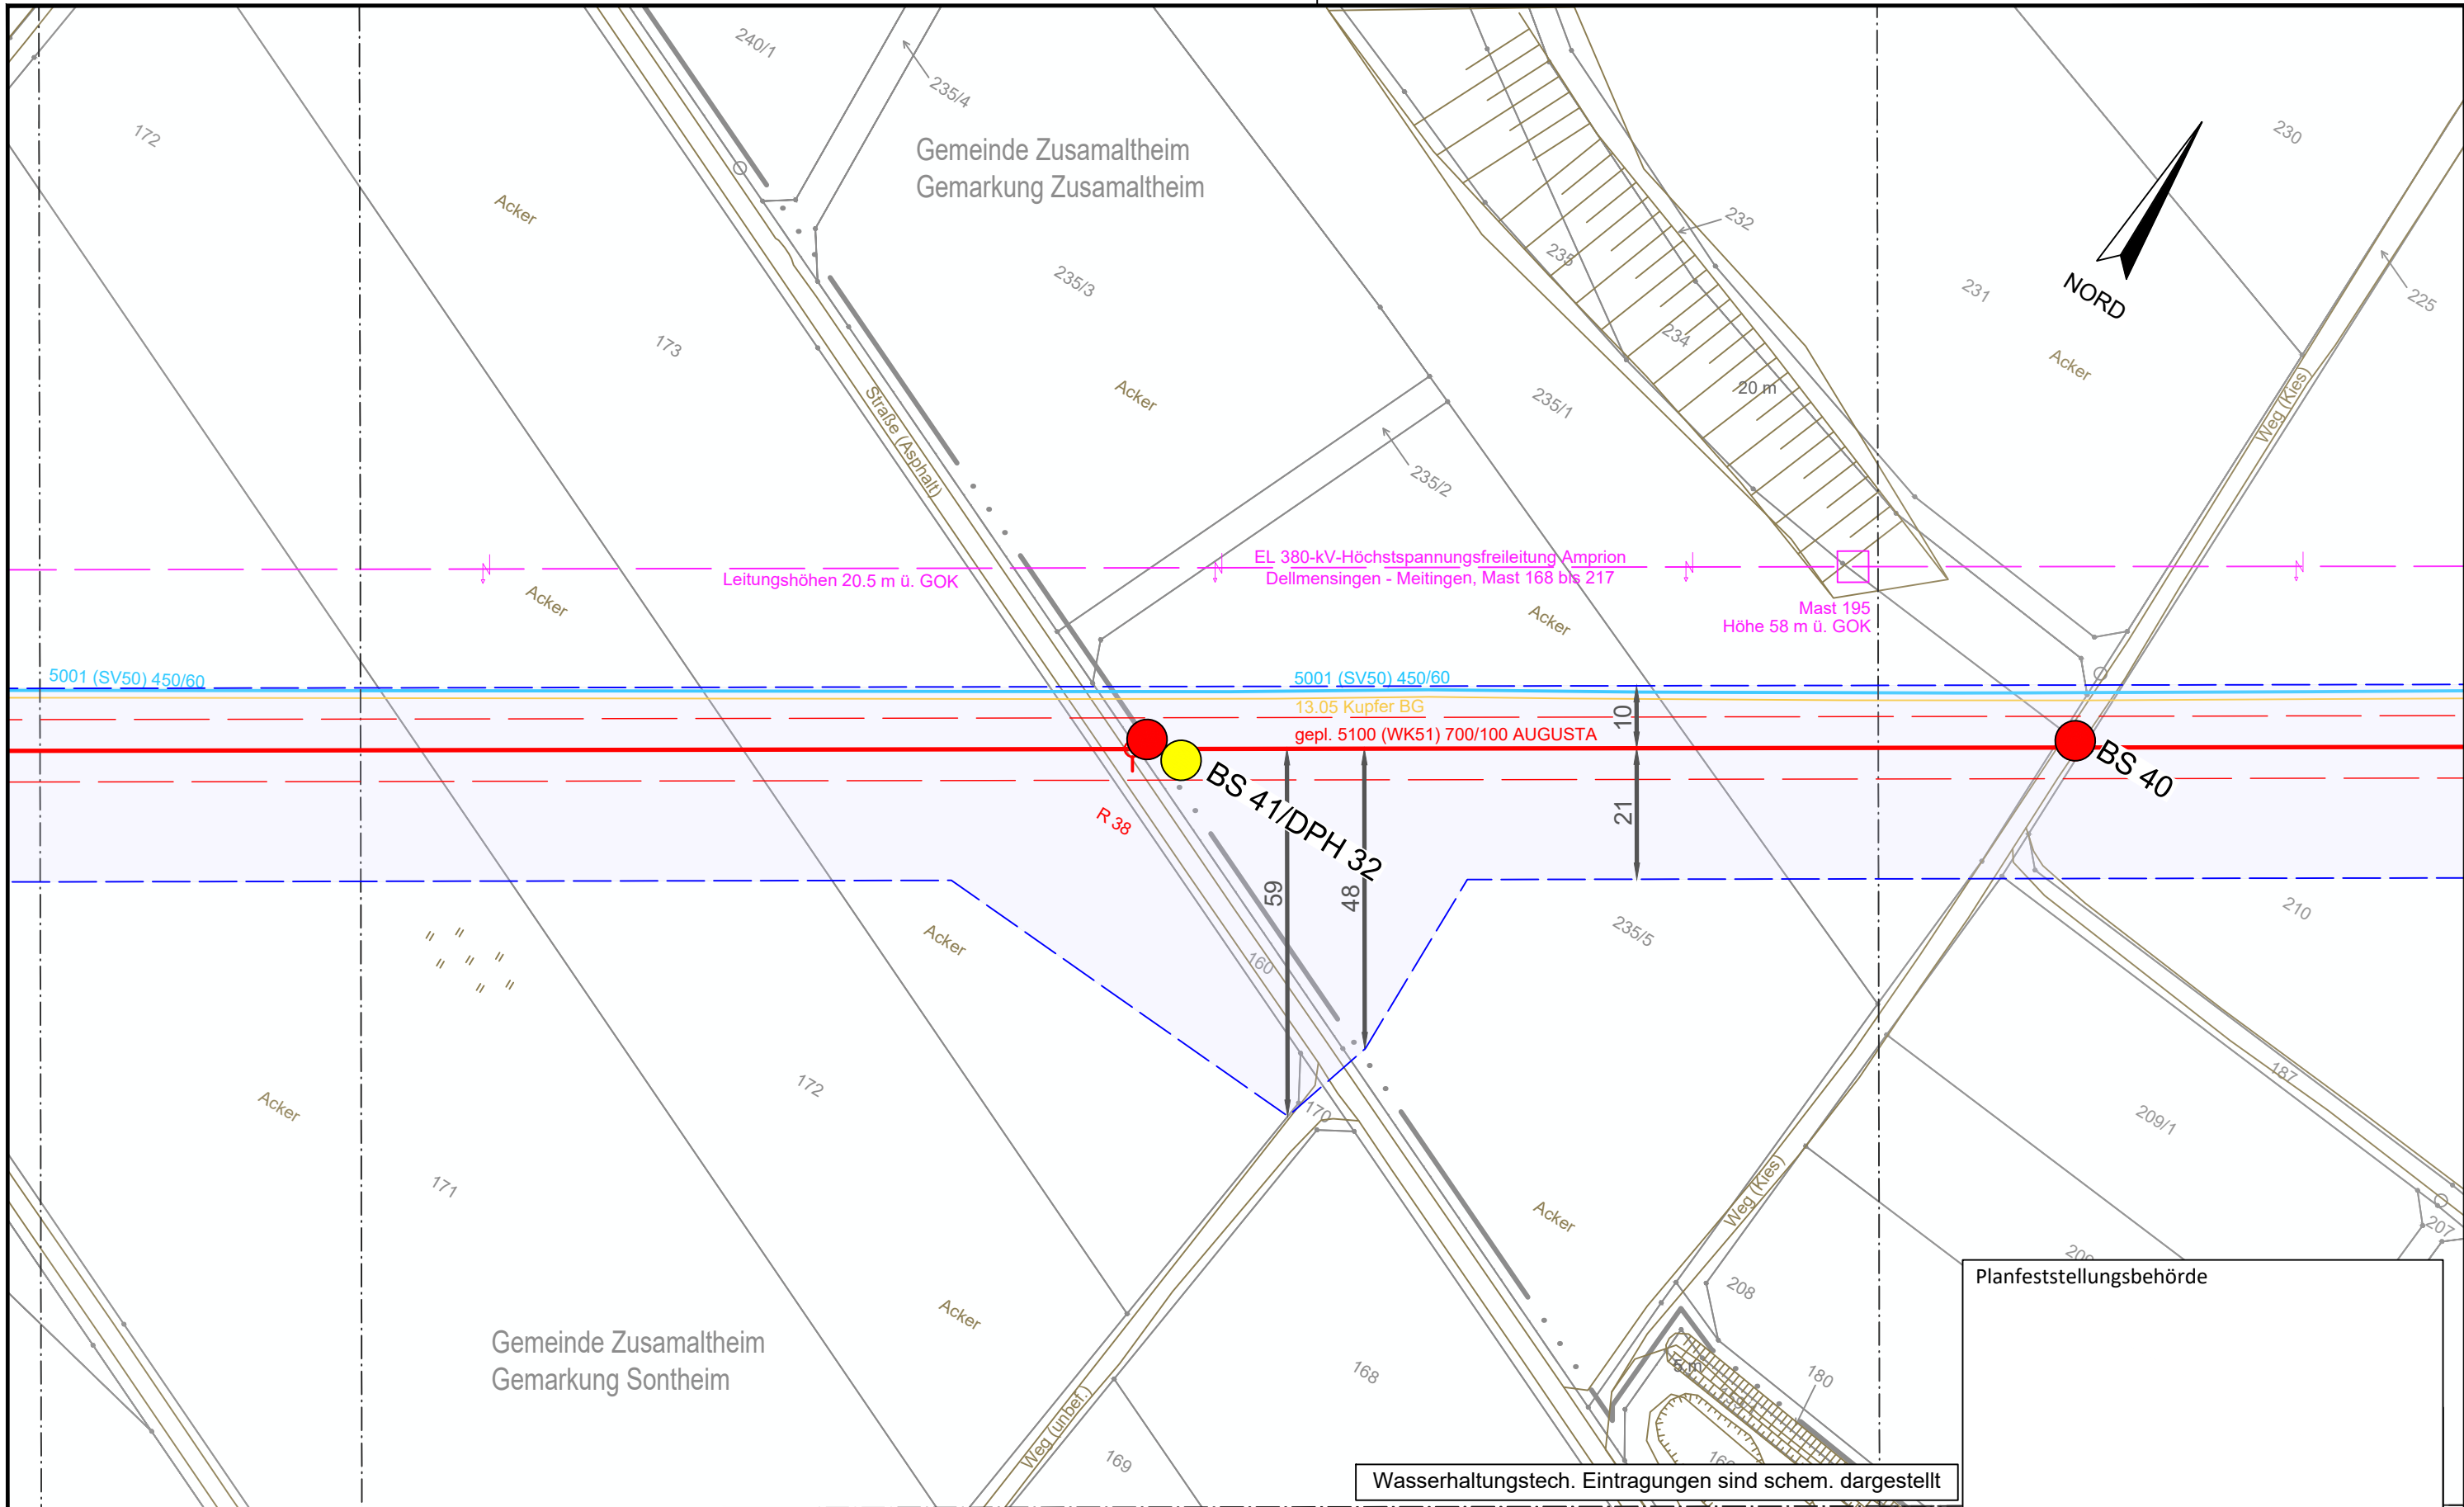 240/1
235/4
172
230
Gemeinde Zusamaltheim
Gemarkung Zusamaltheim
Acker
232
235
235/3
231
225
NORD
173
234
Acker
20 m
Acker
235/1
Straße (Asphalt)
Weg (Kies)
235/2
EL 380-kV-Höchstspannungsfreileitung Amprion
Leitungshöhen 20.5 m ü. GOK
Dellmensingen - Meitingen, Mast 168 bis 217
Acker
Acker
Mast 195
Höhe 58 m ü. GOK
5001 (SV50) 450/60
5001 (SV50) 450/60
13.05 Kupfer BG
10
gepl. 5100 (WK51) 700/100 AUGUSTA
BS 40
BS 41/DPH 32
R 38
21
59
48
Acker
235/5
210
160
172
187
Acker
170
209/1
171
Acker
Weg (Kies)
207
Planfeststellungsbehörde
208
Acker
Gemeinde Zusamaltheim
Gemarkung Sontheim
168
5 m
180
Weg (unbef.)
169
Wasserhaltungstech. Eintragungen sind schem. dargestellt